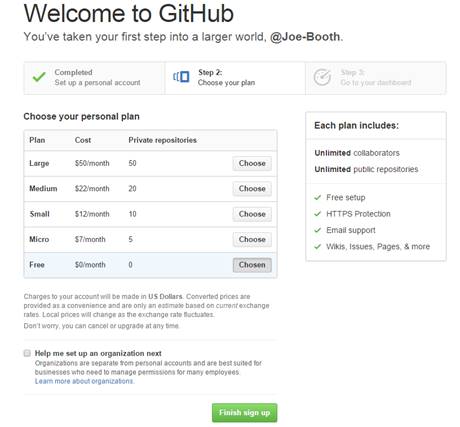 Welcome to GitHub
You've taken your first step into a larger world, @Joe-Booth.
Completed
Set up a personal account
Step 2:
Choose your plan
Step 3:
Go to your dashboard
Choose your personal plan
Plan Cost Private repositories
Large $50/month 50 Choose
Medium $22/month 20 Choose
Small $12/month 10 Choose
Micro $7/month 5 Choose
Free $0/month 0 Chosen
Charges to your account will be made in US Dollars. Converted prices are
provided as a convenience and are only an estimate based on current exchange
rates. Local prices will change as the exchange rate fluctuates.
Don't worry, you can cancel or upgrade at any time.
Help me set up an organization next
Organizations are separate from personal accounts and are best suited for
businesses who need to manage permissions for many employees.
Learn more about organizations.
Finish sign up
Each plan includes:
Unlimited collaborators
Unlimited public repositories
Free setup
HTTPS Protection
Email support
Wikis, Issues, Pages, & more